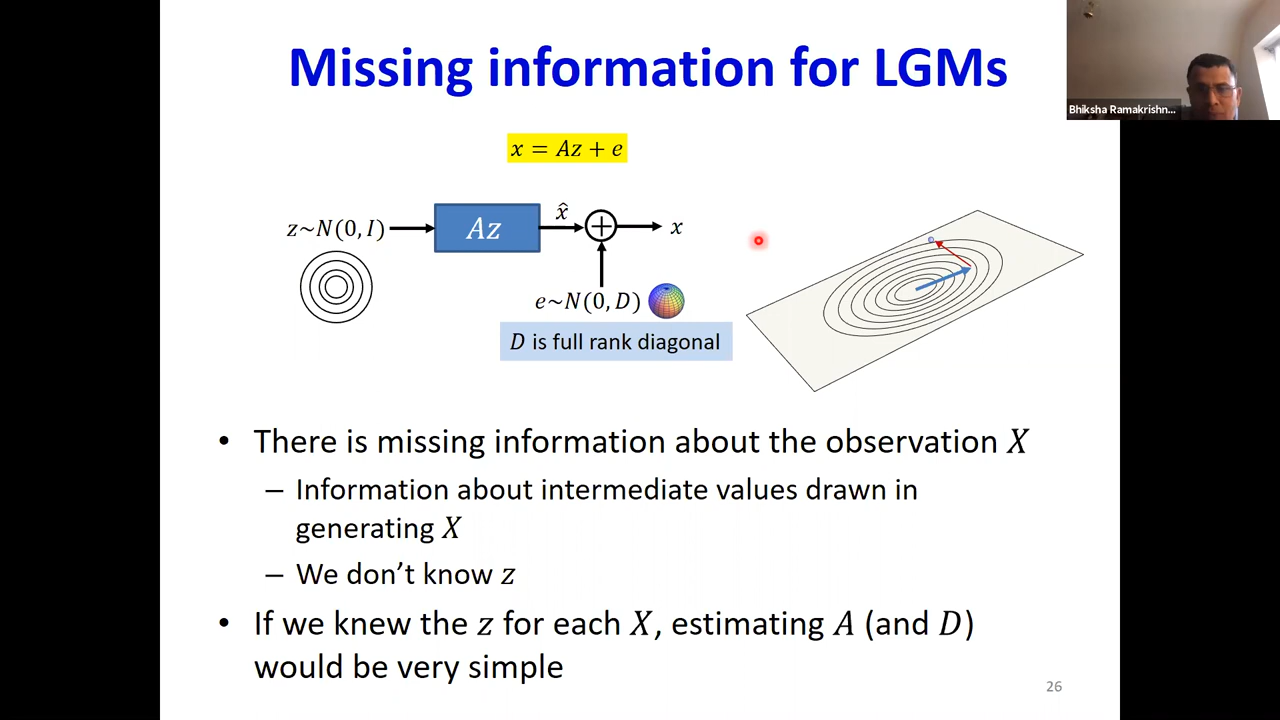 Missing information for LGMs
Bhiksha Ramakrishn...
x = Az + e
z~N(0, I)
Az
x̂
x
e~N(0, D)
D is full rank diagonal
• There is missing information about the observation X
– Information about intermediate values drawn in
generating X
– We don't know z
• If we knew the z for each X, estimating A (and D)
would be very simple
26